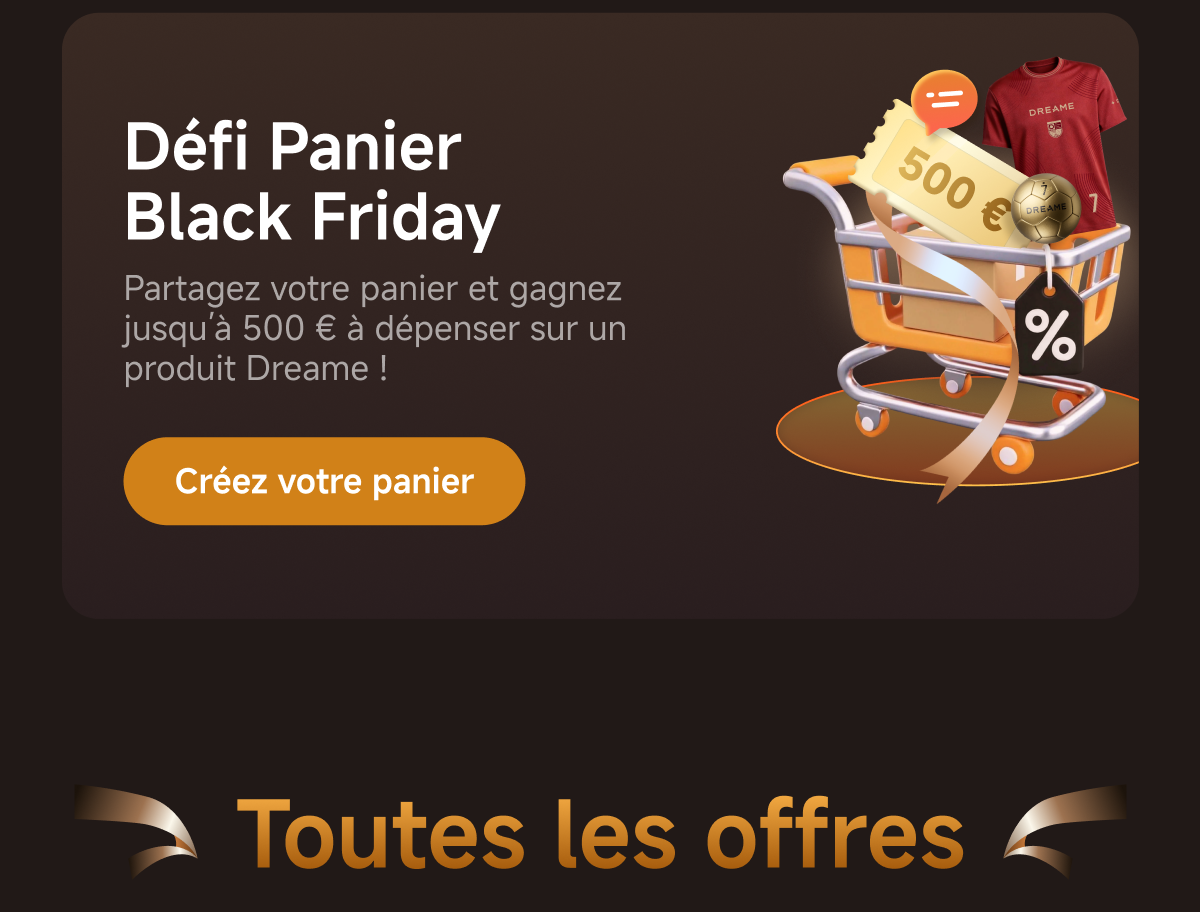 Défi Panier
Black Friday
Partagez votre panier et gagnez
jusqu'à 500 € à dépenser sur un
produit Dreame !
Créez votre panier
500 €
DREAME
7
DREAME
7
%
Toutes les offres